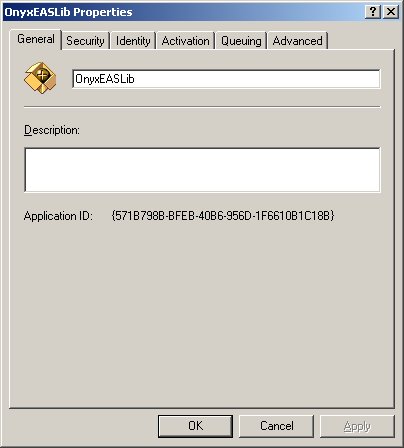 OnyxEASLib Properties
General Security Identity Activation Queuing Advanced
OnyxEASLib
Description:
Application ID: {571B798B-BFEB-40B6-956D-1F6610B1C18B}
OK Cancel Apply